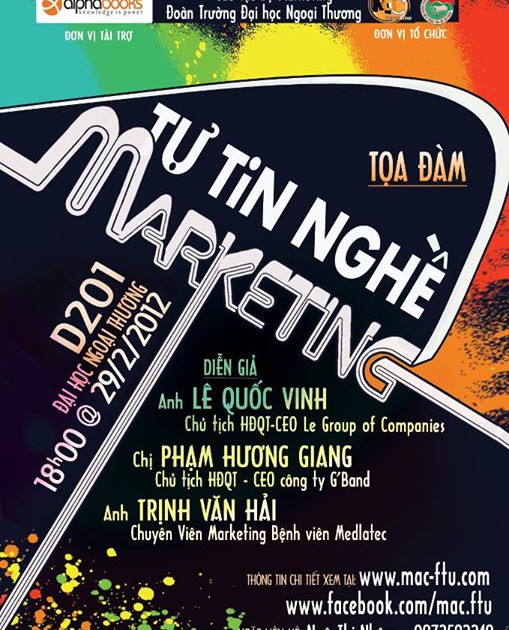 alphabooks
knowledge is power
Đoàn Trường Đại học Ngoại Thương
ĐƠN VỊ TÀI TRỢ
ĐƠN VỊ TỔ CHỨC
TỌA ĐÀM
TỰ TIN NGHỀ
MARKETING
D201
ĐẠI HỌC NGOẠI THƯƠNG
18h00 @ 29/2/2012
DIỄN GIẢ
Anh LÊ QUỐC VINH
Chủ tịch HĐQT-CEO Le Group of Companies
Chị PHẠM HƯƠNG GIANG
Chủ tịch HĐQT - CEO công ty G'Band
Anh TRỊNH VĂN HẢI
Chuyên Viên Marketing Bệnh viên Medlatec
THÔNG TIN CHI TIẾT XEM TẠI: www.mac-ftu.com
www.facebook.com/mac.ftu